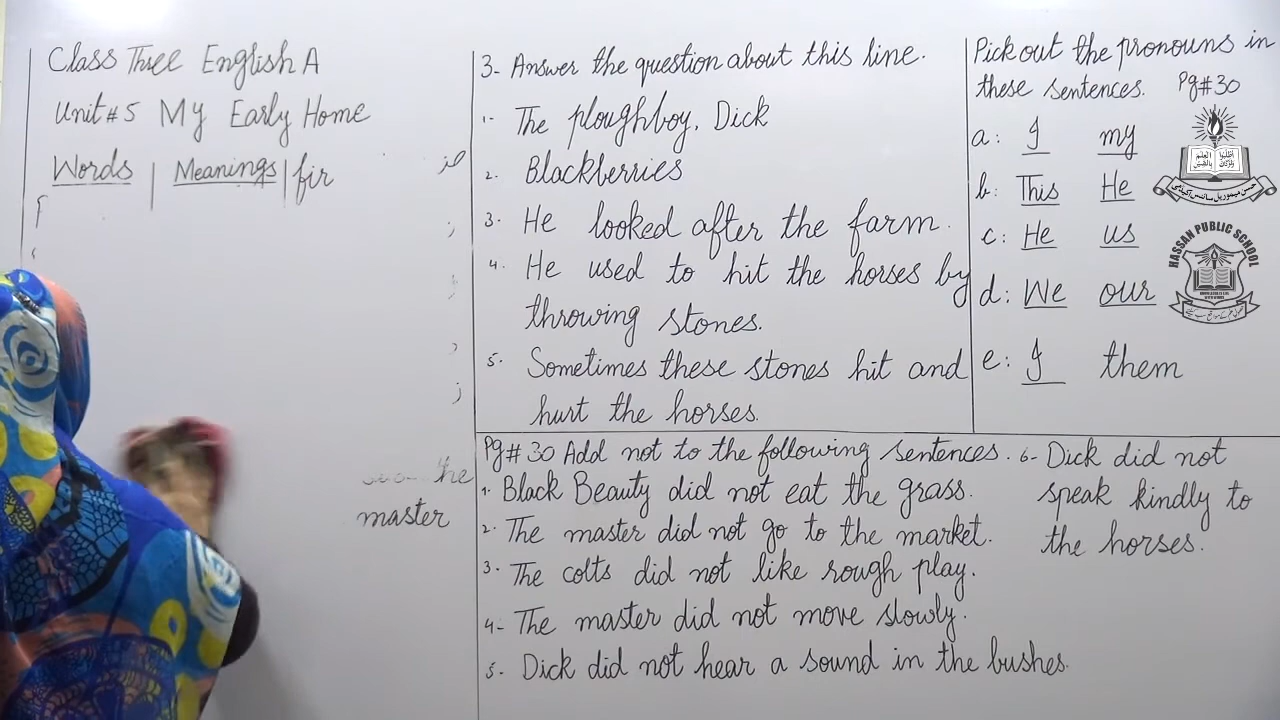 Class Three English A
Unit # 5 My Early Home
Words | Meanings | fir
the
master
3- Answer the question about this line.
1- The ploughboy, Dick
2. Blackberries
3. He looked after the farm.
4. He used to hit the horses by
throwing stones.
5. Sometimes these stones hit and
hurt the horses.
Pick out the pronouns in
these sentences. Pg#30
a: I my
b: This He
c: He us
d: We our
e: I them
HASSAN PUBLIC SCHOOL
Pg#30 Add not to the following sentences.
1. Black Beauty did not eat the grass.
2. The master did not go to the market.
3. The colts did not like rough play.
4- The master did not move slowly.
5- Dick did not hear a sound in the bushes.
6- Dick did not
speak kindly to
the horses.